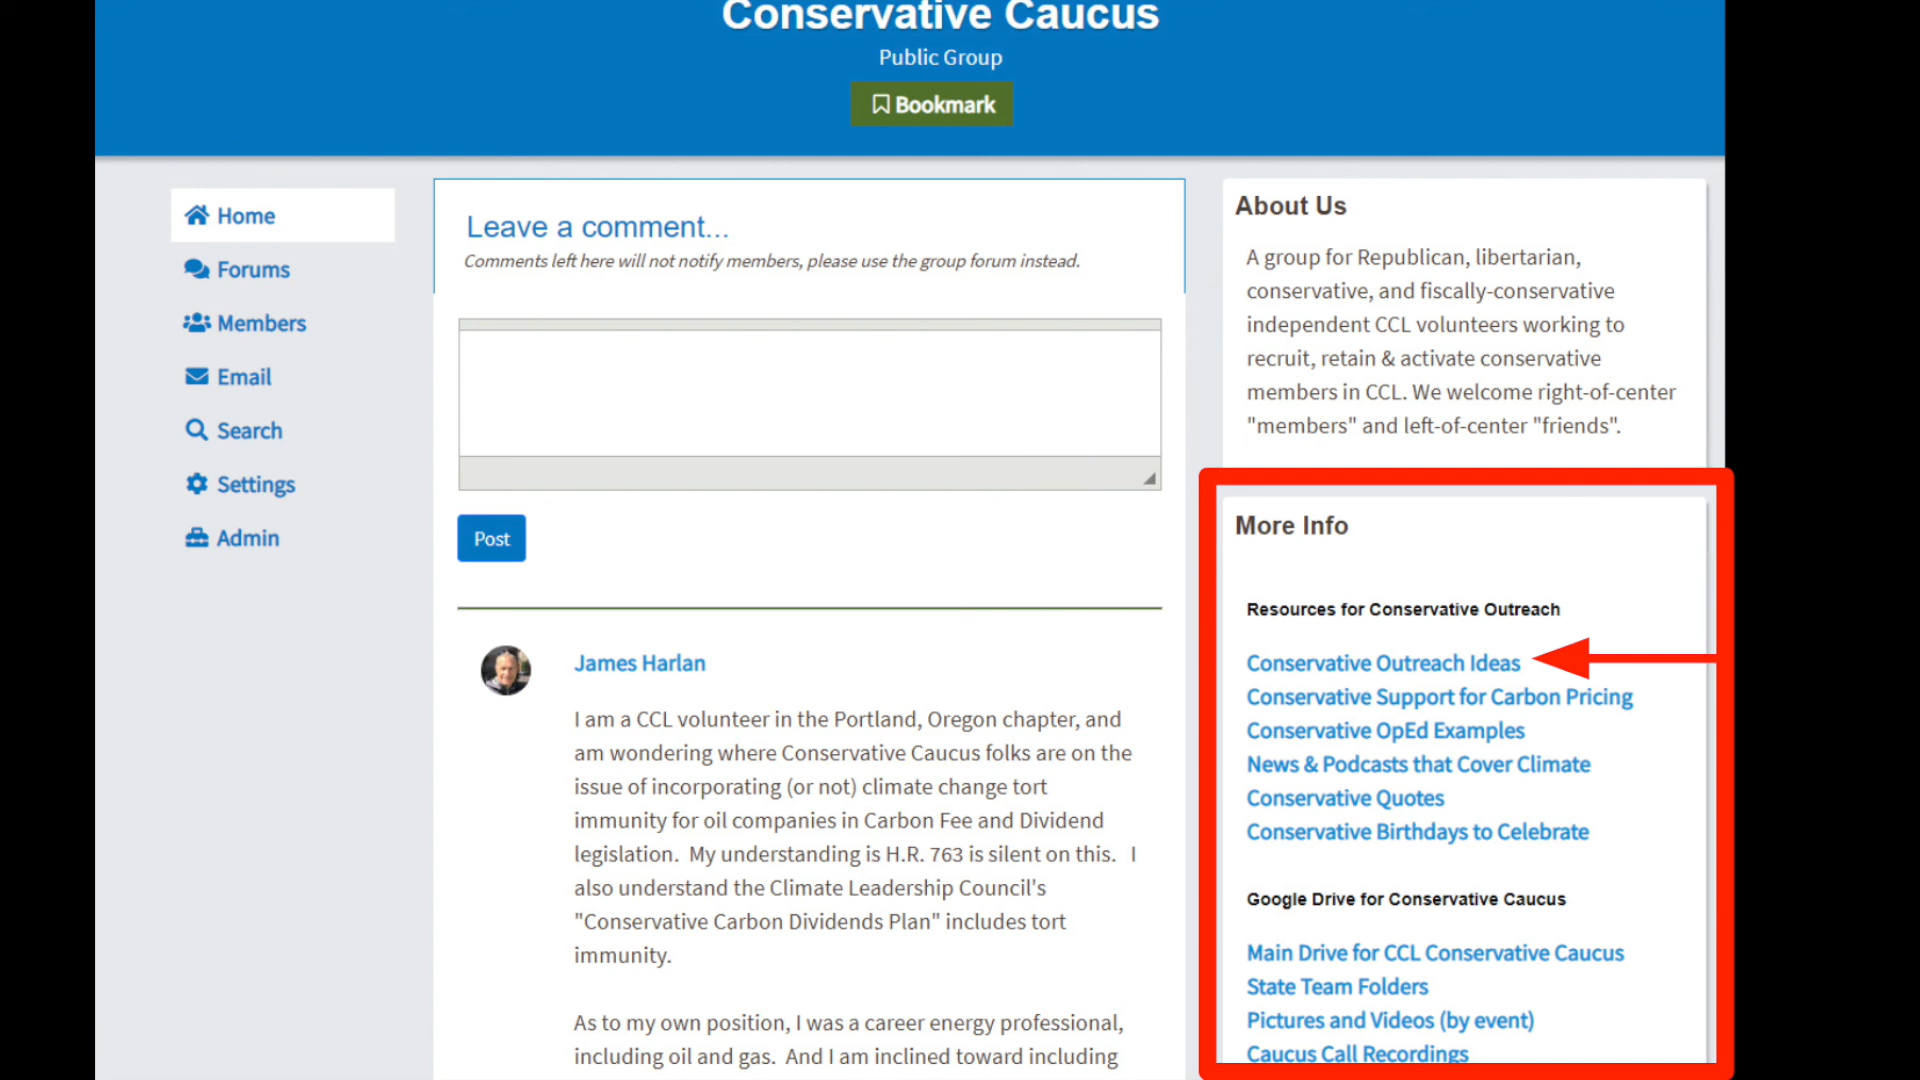 Conservative Caucus
Public Group
Bookmark
Home
Forums
Members
Email
Search
Settings
Admin
Leave a comment...
Comments left here will not notify members, please use the group forum instead.
Post
James Harlan
I am a CCL volunteer in the Portland, Oregon chapter, and
am wondering where Conservative Caucus folks are on the
issue of incorporating (or not) climate change tort
immunity for oil companies in Carbon Fee and Dividend
legislation.  My understanding is H.R. 763 is silent on this.   I
also understand the Climate Leadership Council's
"Conservative Carbon Dividends Plan" includes tort
immunity.
As to my own position, I was a career energy professional,
including oil and gas.  And I am inclined toward including
About Us
A group for Republican, libertarian,
conservative, and fiscally-conservative
independent CCL volunteers working to
recruit, retain & activate conservative
members in CCL. We welcome right-of-center
"members" and left-of-center "friends".
More Info
Resources for Conservative Outreach
Conservative Outreach Ideas
Conservative Support for Carbon Pricing
Conservative OpEd Examples
News & Podcasts that Cover Climate
Conservative Quotes
Conservative Birthdays to Celebrate
Google Drive for Conservative Caucus
Main Drive for CCL Conservative Caucus
State Team Folders
Pictures and Videos (by event)
Caucus Call Recordings